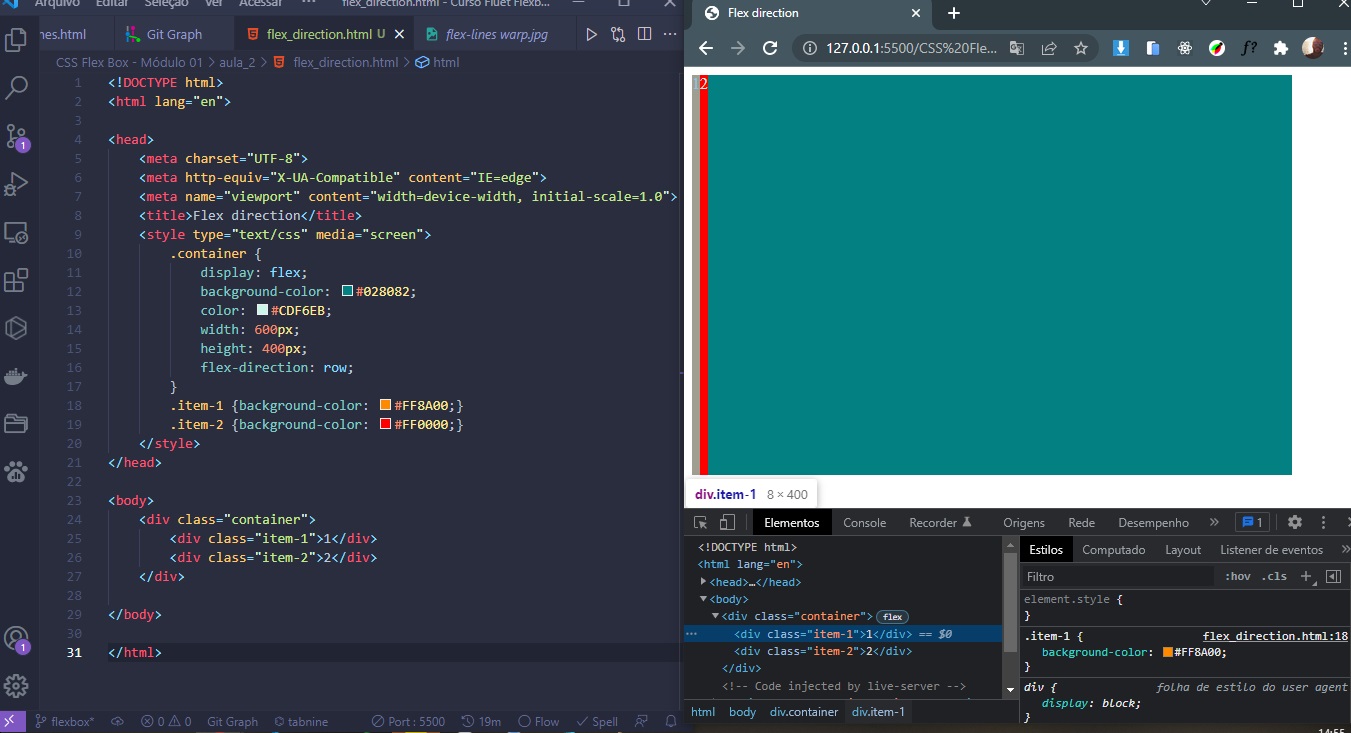 Arquivo Editar Seleção Ver Acessar ··· flex_direction.html - Curso Fluet Flexb...
nes.html Git Graph flex_direction.html U flex-lines warp.jpg
CSS Flex Box - Módulo 01 > aula_2 > flex_direction.html > html
1 <!DOCTYPE html>
2 <html lang="en">
3
4 <head>
5 <meta charset="UTF-8">
6 <meta http-equiv="X-UA-Compatible" content="IE=edge">
7 <meta name="viewport" content="width=device-width, initial-scale=1.0">
8 <title>Flex direction</title>
9 <style type="text/css" media="screen">
10 .container {
11 display: flex;
12 background-color: #028082;
13 color: #CDF6EB;
14 width: 600px;
15 height: 400px;
16 flex-direction: row;
17 }
18 .item-1 {background-color: #FF8A00;}
19 .item-2 {background-color: #FF0000;}
20 </style>
21 </head>
22
23 <body>
24 <div class="container">
25 <div class="item-1">1</div>
26 <div class="item-2">2</div>
27 </div>
28
29 </body>
30
31 </html>
1
1
flexbox* 0 0 Git Graph tabnine Port : 5500 19m Flow Spell
Flex direction
127.0.0.1:5500/CSS%20Fle... f?
12
div.item-1 8 × 400
Elementos Console Recorder Origens Rede Desempenho » 1
<!DOCTYPE html>
<html lang="en">
<head>…</head>
<body>
<div class="container"> flex
··· <div class="item-1">1</div> == $0
<div class="item-2">2</div>
</div>
<!-- Code injected by live-server -->
html body div.container div.item-1
Estilos Computado Layout Listener de eventos »
Filtro :hov .cls +
element.style {
}
.item-1 { flex_direction.html:18
background-color: #FF8A00;
}
div { folha de estilo do user agent
display: block;
}
14:55